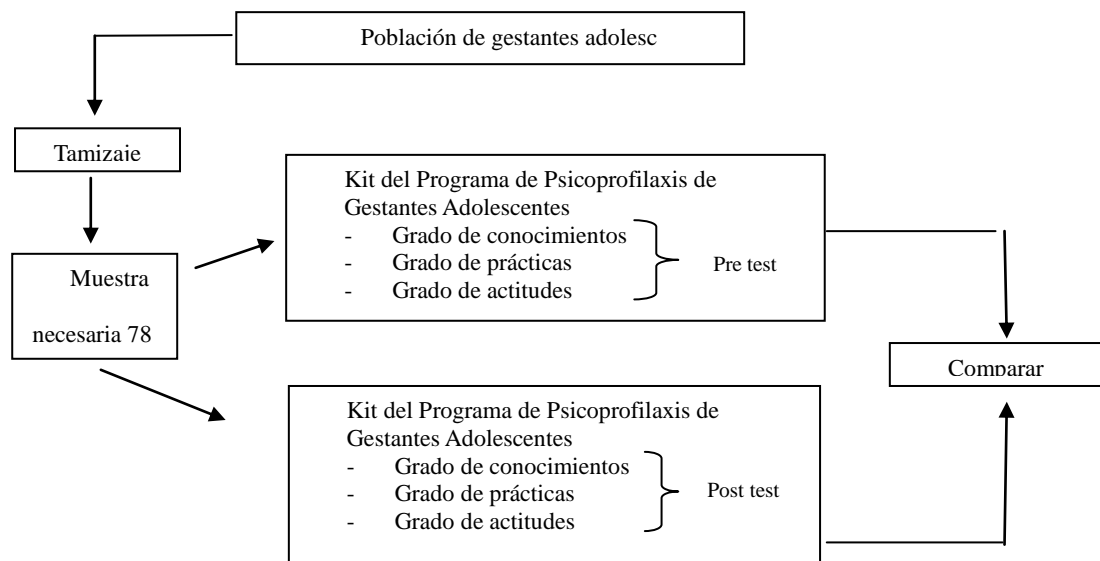 Población de gestantes adolesc
Tamizaje
Muestra
necesaria 78
Kit del Programa de Psicoprofilaxis de
Gestantes Adolescentes
- Grado de conocimientos
- Grado de prácticas
- Grado de actitudes
Pre test
Kit del Programa de Psicoprofilaxis de
Gestantes Adolescentes
- Grado de conocimientos
- Grado de prácticas
- Grado de actitudes
Post test
Comparar